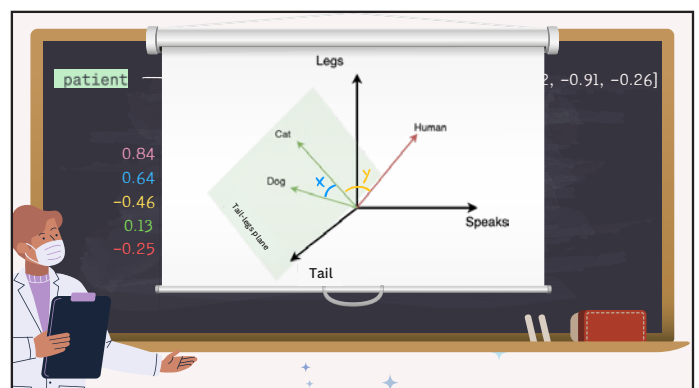 Legs
patient
2, -0.91, -0.26]
Human
Cat
y
x
Dog
0.84
0.64
-0.46
0.13
-0.25
Tail-legs plane
Speaks
Tail